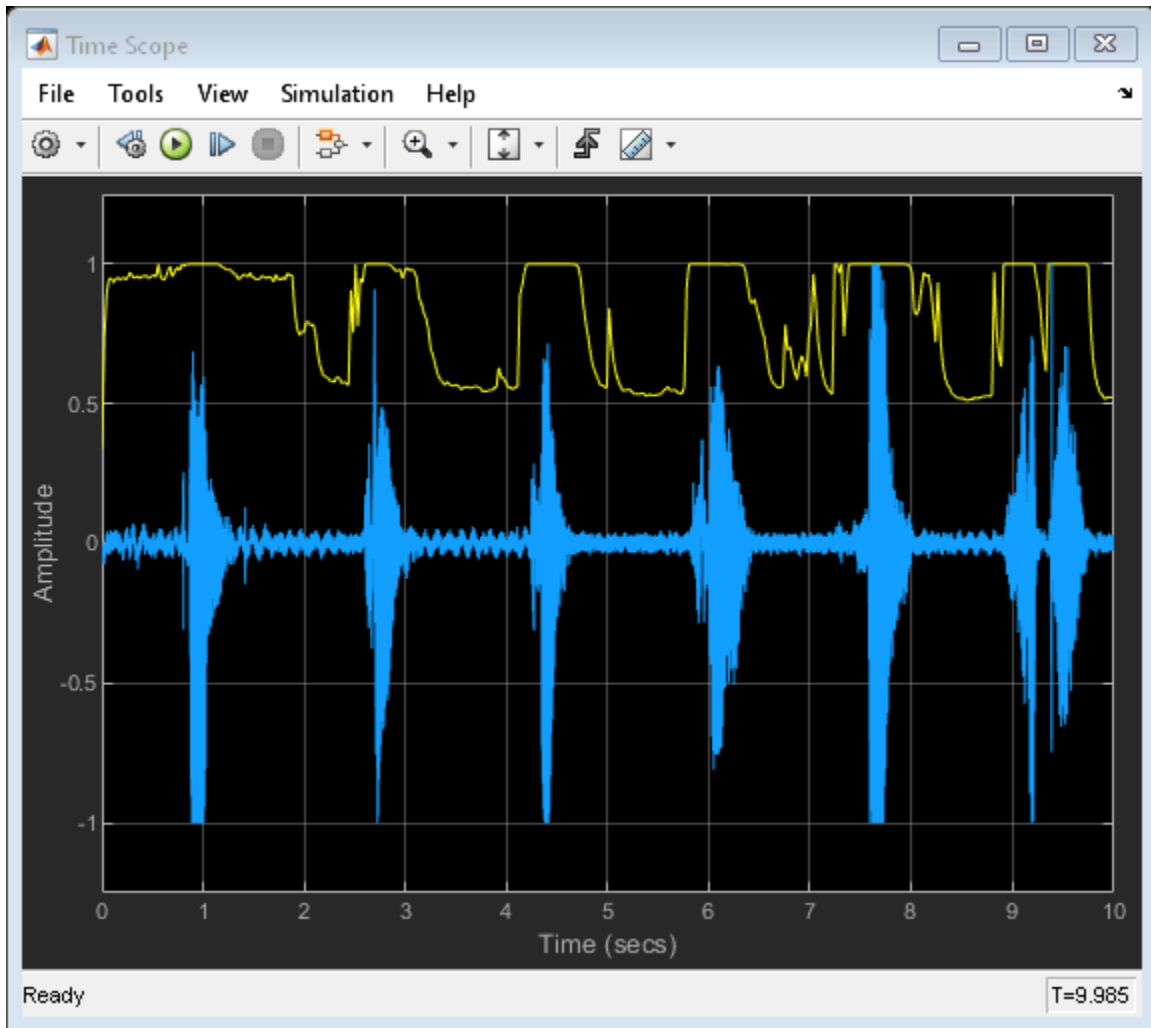 Time Scope
File Tools View Simulation Help
1
0.5
0
-0.5
-1
Amplitude
0 1 2 3 4 5 6 7 8 9 10
Time (secs)
Ready T=9.985